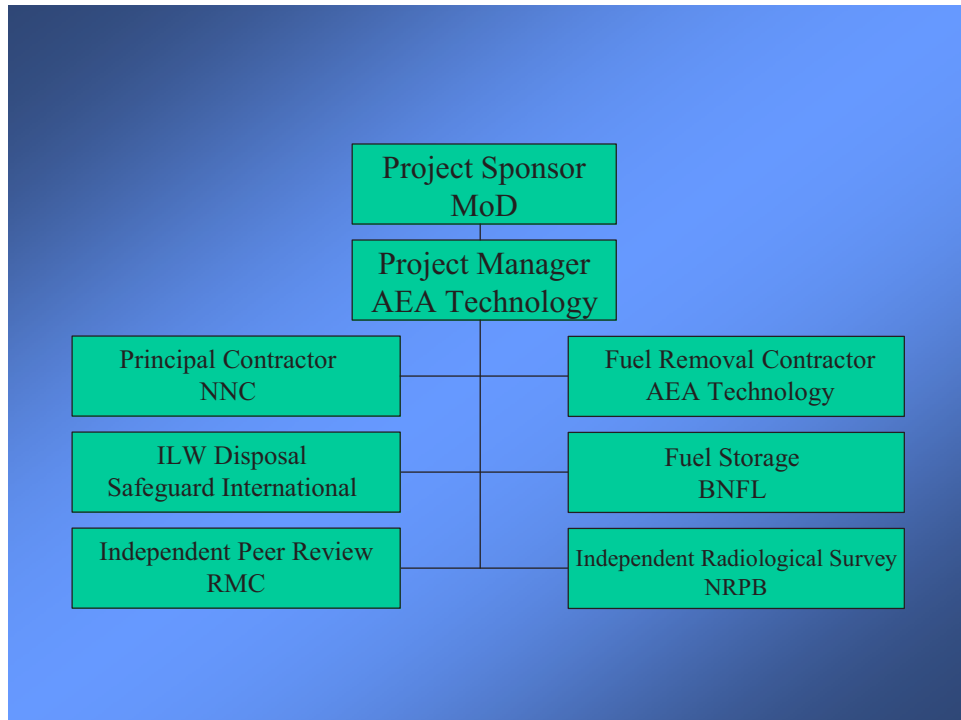 Project Sponsor
MoD
Project Manager
AEA Technology
Principal Contractor
NNC
Fuel Removal Contractor
AEA Technology
ILW Disposal
Safeguard International
Fuel Storage
BNFL
Independent Peer Review
RMC
Independent Radiological Survey
NRPB